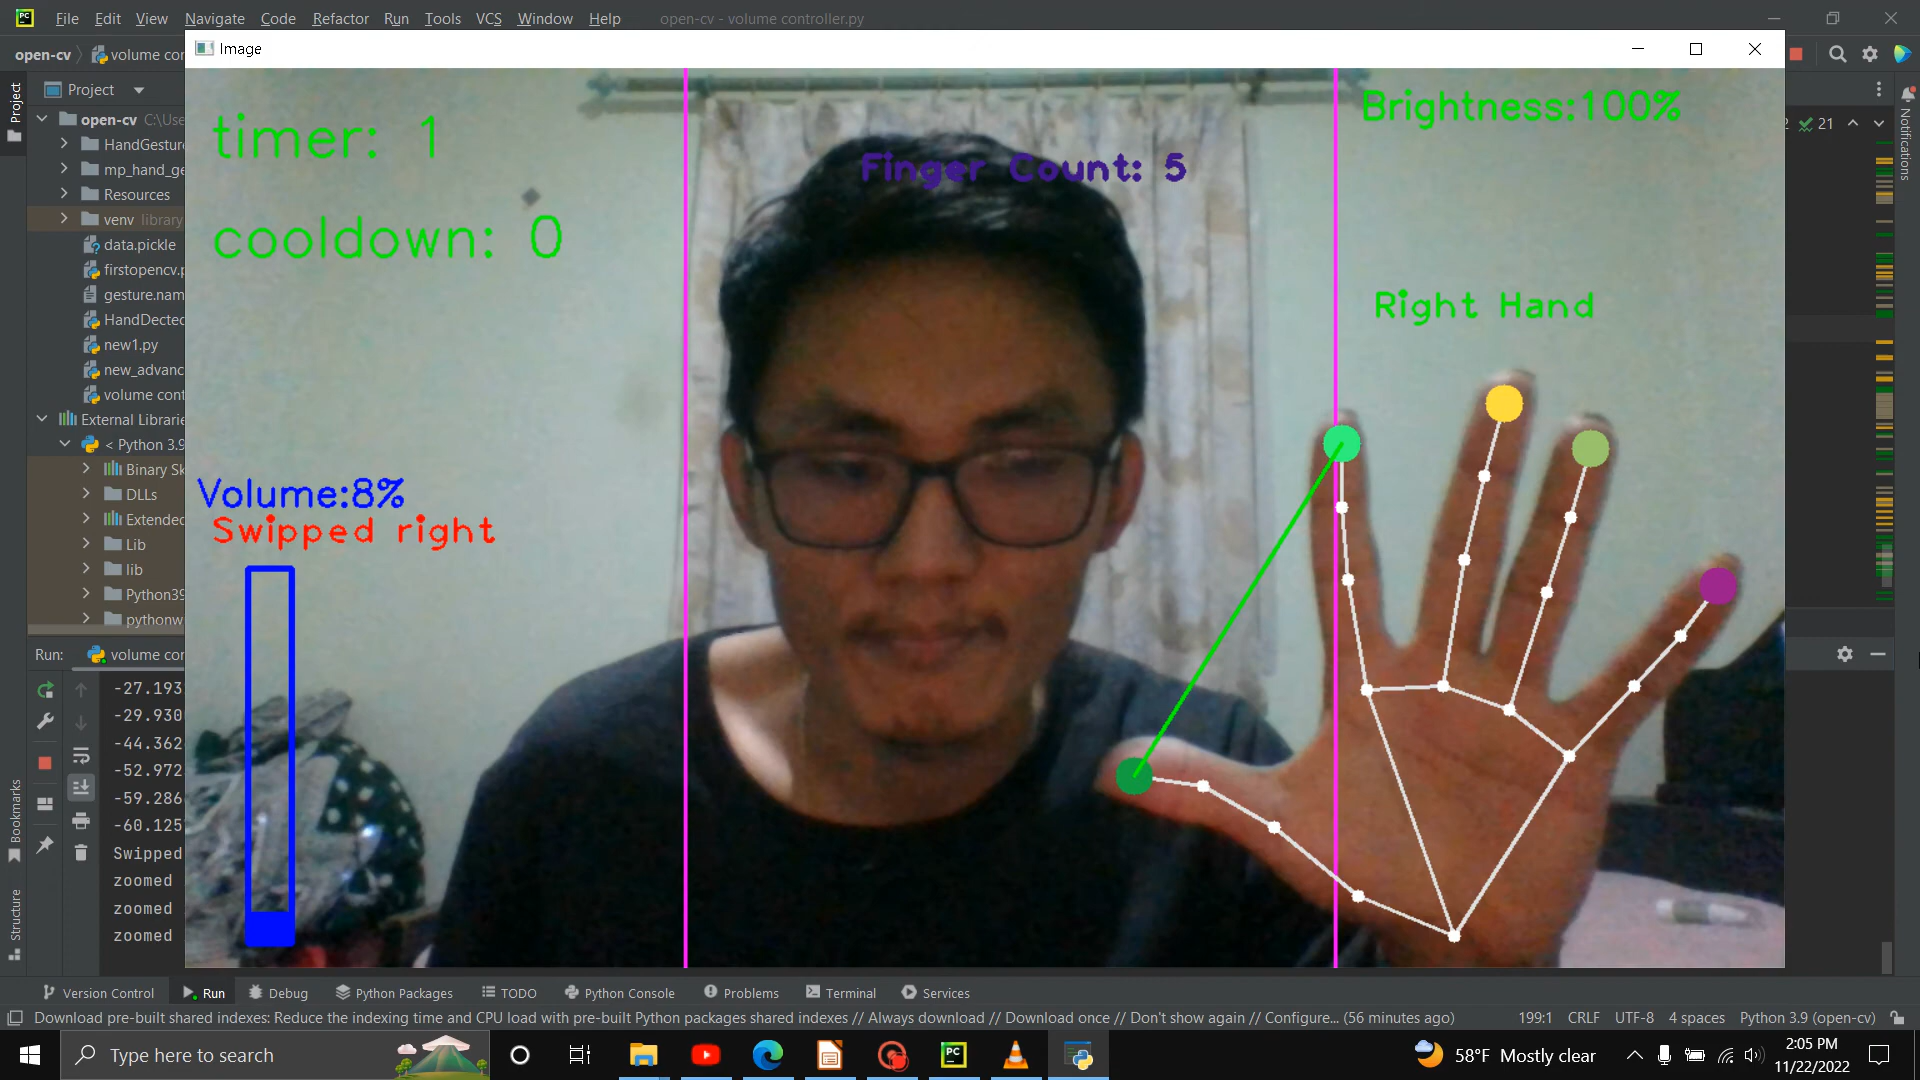 File Edit View Navigate Code Refactor Run Tools VCS Window Help open-cv - volume controller.py
open-cv volume cor
Image
Project
Project
open-cv C:\Use
HandGestur
mp_hand_ge
Resources
venv library
data.pickle
firstopencv.p
gesture.nam
HandDectec
new1.py
new_advanc
volume cont
External Librarie
< Python 3.9
Binary Sk
DLLs
Extended
Lib
lib
Python39
pythonw
timer: 1
cooldown: 0
Finger Count: 5
Brightness:100%
Right Hand
Volume:8%
Swipped right
2 21
Notifications
Run: volume cor
-27.193
-29.930
-44.362
-52.972
-59.286
-60.125
Swipped
zoomed
zoomed
zoomed
Bookmarks
Structure
Version Control Run Debug Python Packages TODO Python Console Problems Terminal Services
Download pre-built shared indexes: Reduce the indexing time and CPU load with pre-built Python packages shared indexes // Always download // Download once // Don't show again // Configure... (56 minutes ago) 199:1 CRLF UTF-8 4 spaces Python 3.9 (open-cv)
Type here to search
58°F Mostly clear
2:05 PM
11/22/2022